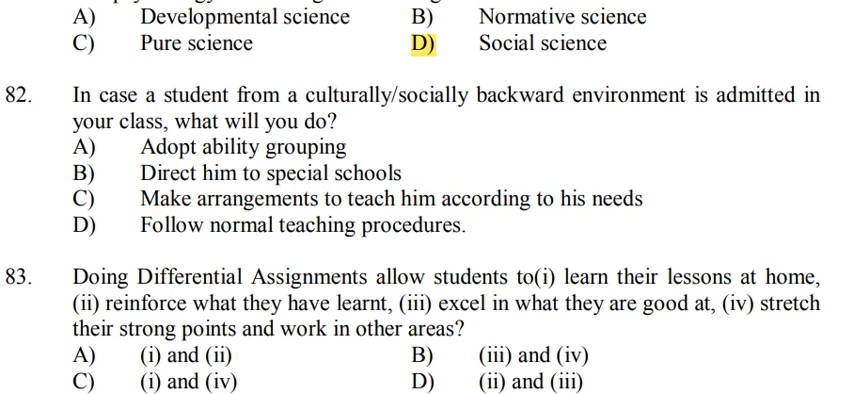 A) Developmental science B) Normative science
C) Pure science D) Social science
82. In case a student from a culturally/socially backward environment is admitted in
your class, what will you do?
A) Adopt ability grouping
B) Direct him to special schools
C) Make arrangements to teach him according to his needs
D) Follow normal teaching procedures.
83. Doing Differential Assignments allow students to(i) learn their lessons at home,
(ii) reinforce what they have learnt, (iii) excel in what they are good at, (iv) stretch
their strong points and work in other areas?
A) (i) and (ii) B) (iii) and (iv)
C) (i) and (iv) D) (ii) and (iii)